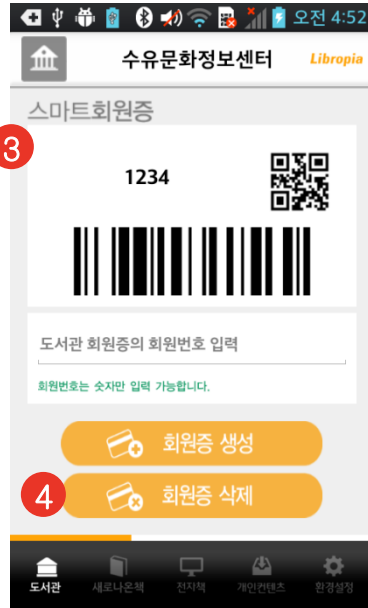 오전 4:52
수유문화정보센터 Libropia
스마트회원증
3
1234
도서관 회원증의 회원번호 입력
회원번호는 숫자만 입력 가능합니다.
회원증 생성
4 회원증 삭제
도서관 새로나온책 전자책 개인컨텐츠 환경설정